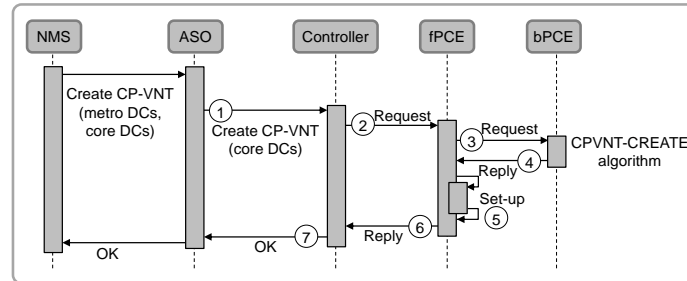 NMS
ASO
Controller
fPCE
bPCE
Create CP-VNT
(metro DCs,
core DCs)
1
Create CP-VNT
(core DCs)
2
Request
3
Request
4
CPVNT-CREATE
algorithm
Reply
Set-up
5
6
Reply
7
OK
OK